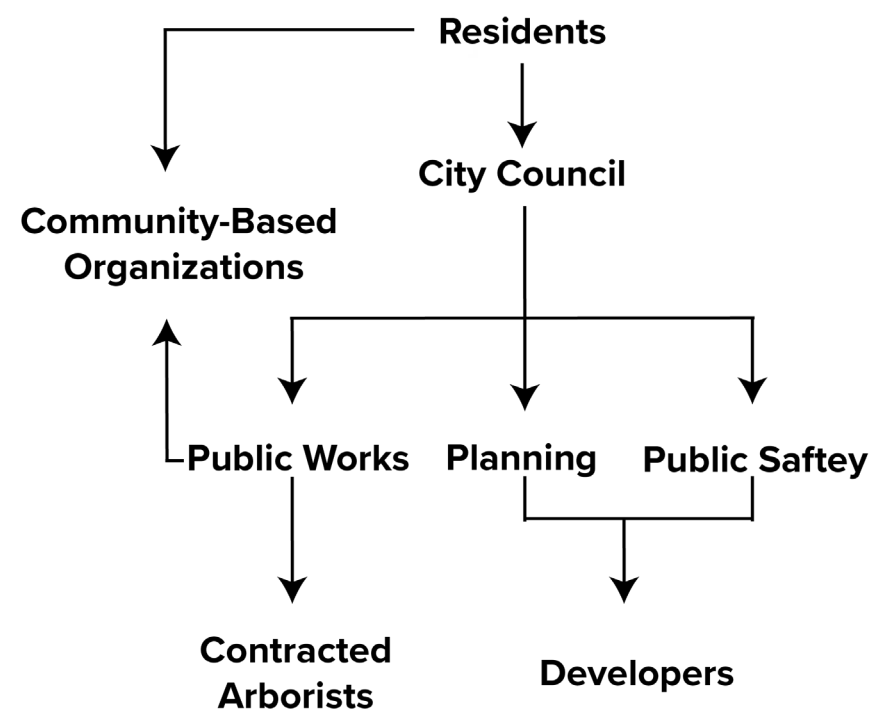 Residents
City Council
Community-Based
Organizations
Public Works
Planning
Public Saftey
Contracted
Arborists
Developers